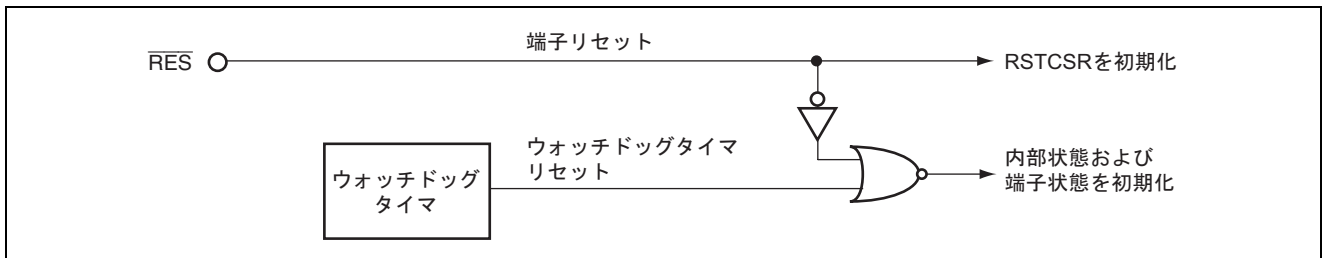 端子リセット
RES
RSTCSRを初期化
ウォッチドッグタイマ
リセット
内部状態および
端子状態を初期化
ウォッチドッグ
タイマ